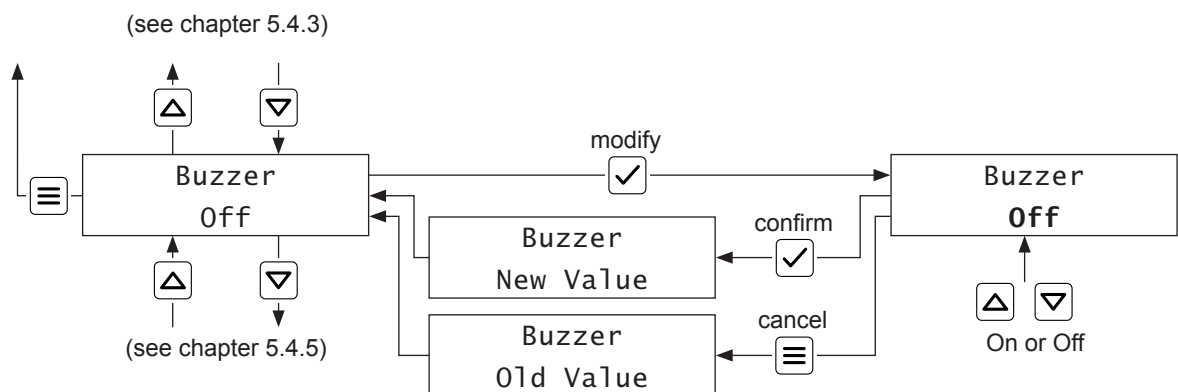 (see chapter 5.4.3)
modify
Buzzer
Off
Buzzer
Off
confirm
Buzzer
New Value
cancel
Buzzer
Old Value
On or Off
(see chapter 5.4.5)